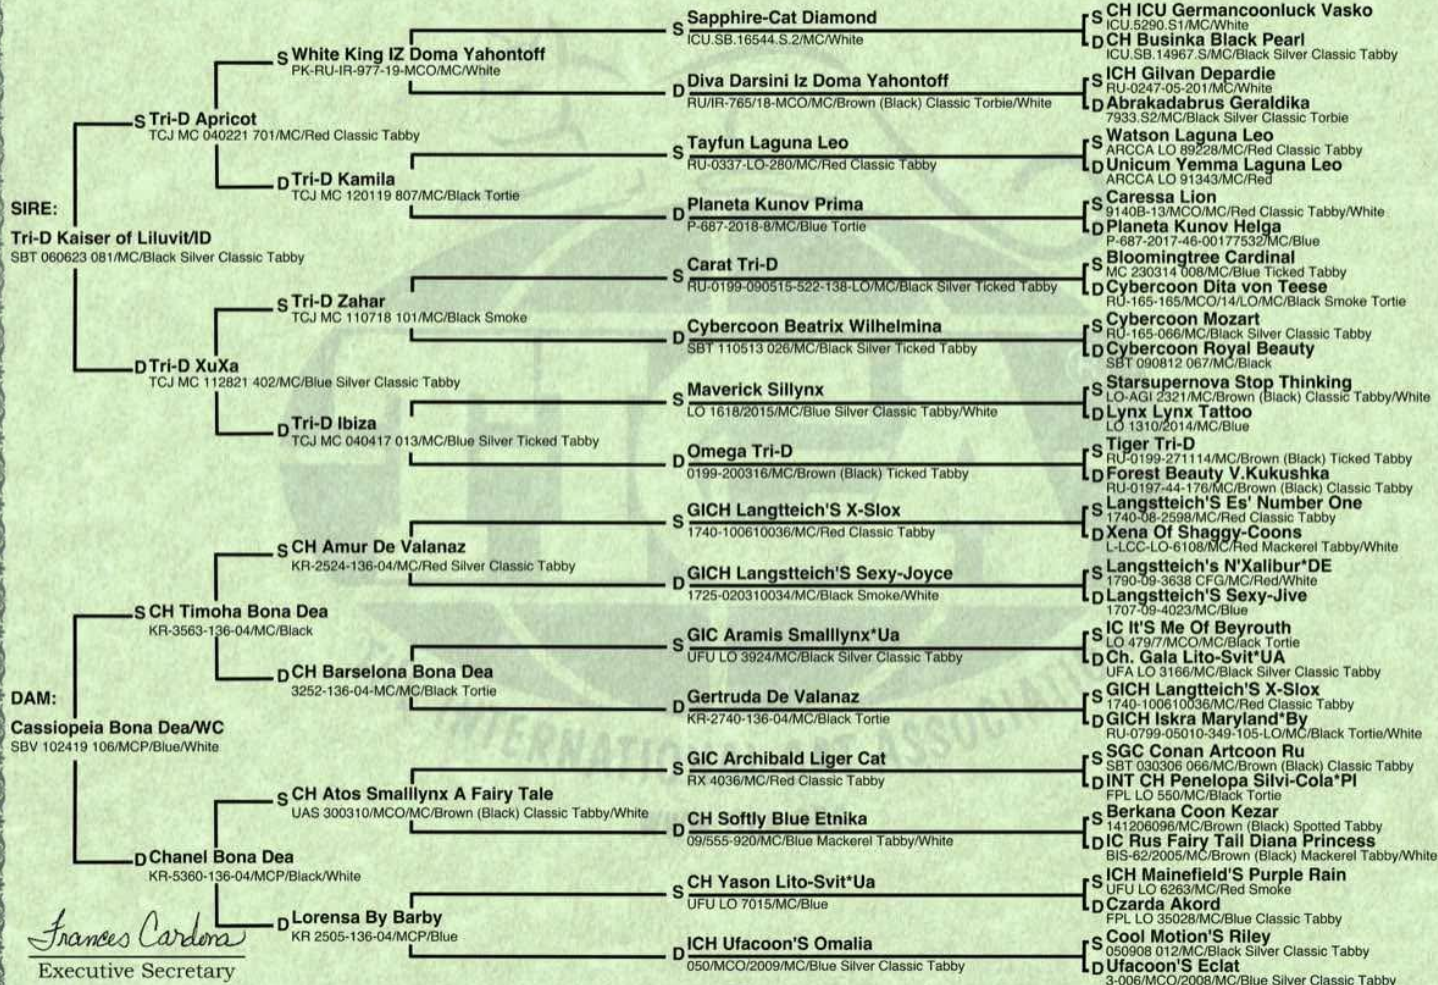 SIRE:
Tri-D Kaiser of Liluvit/ID
SBT 060623 081/MC/Black Silver Classic Tabby
S Tri-D Apricot
TCJ MC 040221 701/MC/Red Classic Tabby
D Tri-D XuXa
TCJ MC 112821 402/MC/Blue Silver Classic Tabby
DAM:
Cassiopeia Bona Dea/WC
SBV 102419 106/MCP/Blue/White
S CH Timoha Bona Dea
KR-3563-136-04/MC/Black
D Chanel Bona Dea
KR-5360-136-04/MCP/Black/White
S White King IZ Doma Yahontoff
PK-RU-IR-977-19-MCO/MC/White
D Tri-D Kamila
TCJ MC 120119 807/MC/Blue Tortie
S Tri-D Zahar
TCJ MC 110718 101/MC/Black Smoke
D Tri-D Ibiza
TCJ MC 040417 013/MC/Blue Silver Ticked Tabby
S CH Amur De Valanaz
KR-2524-136-04/MC/Red Silver Classic Tabby
D CH Barselona Bona Dea
3252-136-04-MC/MC/Black Tortie
S CH Atos Smalllynx A Fairy Tale
UAS 300310/MCO/MC/Brown (Black) Classic Tabby/White
D Lorensa By Barby
KR 2505-136-04/MCP/Blue
S Sapphire-Cat Diamond
ICU.SB.16544.S.2/MC/White
D Diva Darsini Iz Doma Yahontoff
RU/IR-765/18-MCO/MC/Brown (Black) Classic Torbie/White
S Tayfun Laguna Leo
RU-0337-LO-280/MC/Red Classic Tabby
D Planeta Kunov Prima
P-687-2018-8/MC/Blue Tortie
S Carat Tri-D
RU-0199-090515-522-138-LO/MC/Black Silver Ticked Tabby
D Cybercoon Beatrix Wilhelmina
SBT 110513 026/MC/Black Silver Ticked Tabby
S Maverick Sillynx
LO 1618/2015/MC/Blue Silver Classic Tabby/White
D Omega Tri-D
0199-200316/MC/Brown (Black) Ticked Tabby
S GICH Langtteich'S X-Slox
1740-100610036/MC/Red Classic Tabby
D GICH Langstteich'S Sexy-Joyce
1725-020310034/MC/Black Smoke/White
S GIC Aramis Smalllynx*Ua
UFU LO 3924/MC/Black Silver Classic Tabby
D Gertruda De Valanaz
KR-2740-136-04/MC/Black Tortie
S GIC Archibald Liger Cat
RX 4036/MC/Red Classic Tabby
D CH Softly Blue Etnika
09/555-920/MC/Blue Mackerel Tabby/White
S CH Yason Lito-Svit*Ua
UFU LO 7015/MC/Blue
D ICH Ufacoon'S Omalia
050/MCO/2009/MC/Blue Silver Classic Tabby
S CH ICU Germancoonluck Vasko
ICU.5290.S1/MC/White
D CH Businka Black Pearl
ICU.SB.14967.S/MC/Black Silver Classic Tabby
S ICH Gilvan Depardie
RU-0247-05-201/MC/White
D Abrakadabrus Geraldika
7933.S2/MC/Black Silver Classic Torbie
S Watson Laguna Leo
ARCCA LO 89228/MC/Red Classic Tabby
D Unicum Yemma Laguna Leo
ARCCA LO 91343/MC/Red
S Caressa Lion
9140B-13/MCO/MC/Red Classic Tabby/White
D Planeta Kunov Helga
P-687-2017-46-00177532/MC/Blue
S Bloomingtree Cardinal
MC 230314 008/MC/Blue Ticked Tabby
D Cybercoon Dita von Teese
RU-165-165/MCO/14/LO/MC/Black Smoke Tortie
S Cybercoon Mozart
RU-165-066/MC/Black Silver Classic Tabby
D Cybercoon Royal Beauty
SBT 090812 067/MC/Black
S Starsupernova Stop Thinking
LO-AGI 2321/MC/Brown (Black) Classic Tabby/White
D Lynx Lynx Tattoo
LO 1310/2014/MC/Blue
S Tiger Tri-D
RU-0199-271114/MC/Brown (Black) Ticked Tabby
D Forest Beauty V.Kukushka
RU-0197-44-176/MC/Brown (Black) Classic Tabby
S Langstteich'S Es' Number One
1740-08-2598/MC/Red Classic Tabby
D Xena Of Shaggy-Coons
L-LCC-LO-6108/MC/Red Mackerel Tabby/White
S Langstteich's N'Xalibur*DE
1790-09-3638 CFG/MC/Red/White
D Langstteich'S Sexy-Jive
1707-09-4023/MC/Blue
S IC It'S Me Of Beyrouth
LO 479/7/MCO/MC/Black Tortie
D Ch. Gala Lito-Svit*UA
UFA LO 3166/MC/Black Silver Classic Tabby
S GICH Langtteich'S X-Slox
1740-100610036/MC/Red Classic Tabby
D GICH Iskra Maryland*By
RU-0799-05010-349-105-LO/MC/Black Tortie/White
S SGC Conan Artcoon Ru
SBT 030306 066/MC/Brown (Black) Classic Tabby
D INT CH Penelopa Silvi-Cola*Pl
FPL LO 550/MC/Black Tortie
S Berkana Coon Kezar
141206096/MC/Brown (Black) Spotted Tabby
D IC Rus Fairy Tail Diana Princess
BIS-62/2005/MC/Brown (Black) Mackerel Tabby/White
S ICH Mainefield'S Purple Rain
UFU LO 6263/MC/Red Smoke
D Czarda Akord
FPL LO 35028/MC/Blue Classic Tabby
S Cool Motion'S Riley
050908 012/MC/Black Silver Classic Tabby
D Ufacoon'S Eclat
3-006/MCO/2008/MC/Blue Silver Classic Tabby
Frances Cardona
Executive Secretary
INTERNATIONAL CAT ASSOCIATION